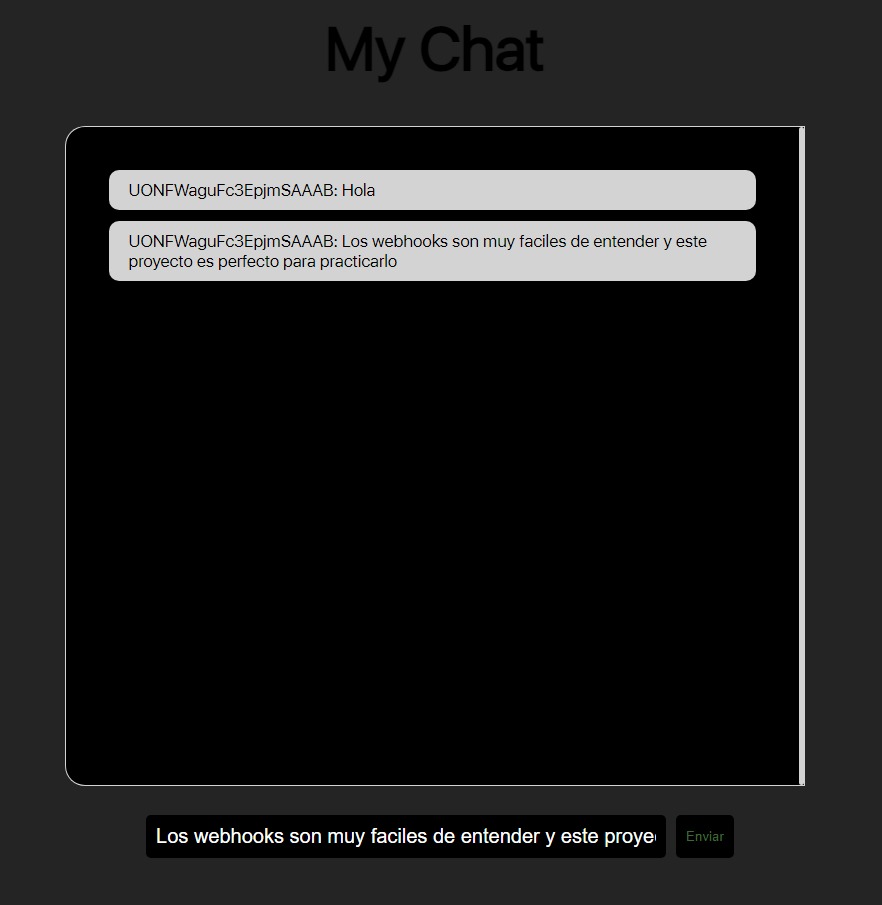 My Chat
UONFWaguFc3EpjmSAAAB: Hola
UONFWaguFc3EpjmSAAAB: Los webhooks son muy faciles de entender y este
proyecto es perfecto para practicarlo
Los webhooks son muy faciles de entender y este proye
Enviar